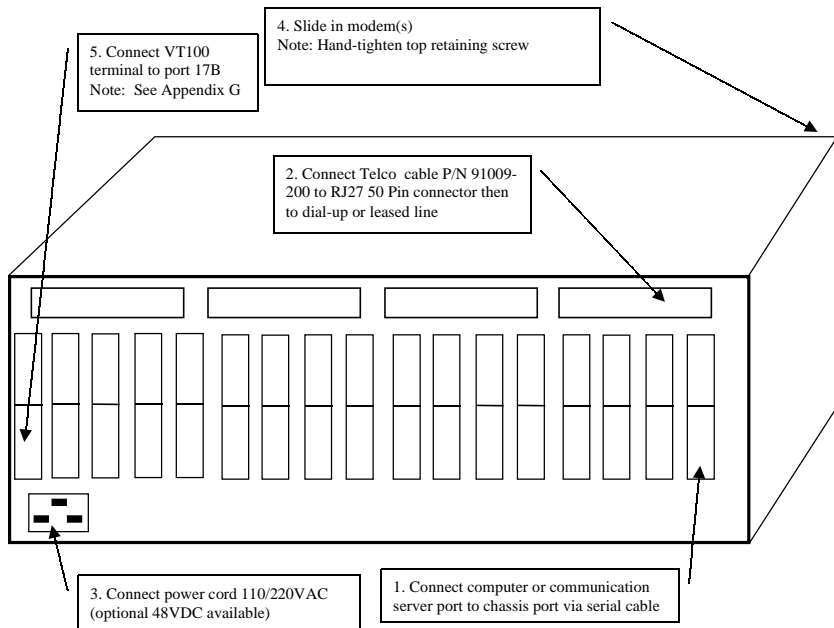 4. Slide in modem(s)
Note: Hand-tighten top retaining screw
5. Connect VT100
terminal to port 17B
Note: See Appendix G
2. Connect Telco cable P/N 91009-
200 to RJ27 50 Pin connector then
to dial-up or leased line
3. Connect power cord 110/220VAC
(optional 48VDC available)
1. Connect computer or communication
server port to chassis port via serial cable